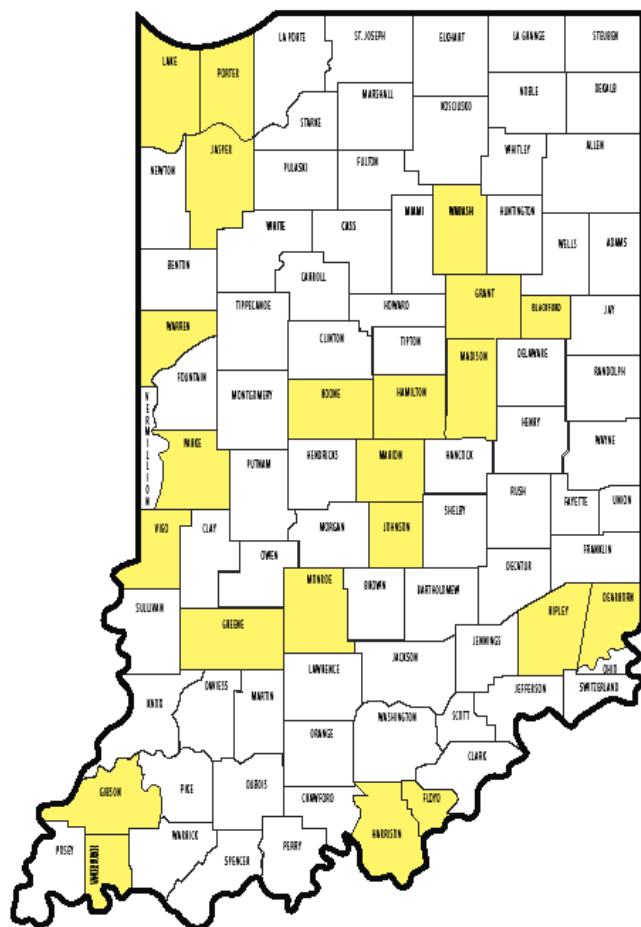 LA PORTE
ST. JOSEPH
ELKHART
LA GRANGE
STEUBEN
LAKE
PORTER
MARSHALL
NOBLE
DEKALB
STARKE
KOSCIUSKO
JASPER
WHITLEY
ALLEN
NEWTON
PULASKI
FULTON
MIAMI
WABASH
HUNTINGTON
WHITE
CASS
WELLS
ADAMS
BENTON
CARROLL
TIPPECANOE
HOWARD
GRANT
BLACKFORD
JAY
WARREN
CLINTON
TIPTON
MADISON
DELAWARE
FOUNTAIN
RANDOLPH
VERMILLION
MONTGOMERY
BOONE
HAMILTON
HENRY
PARKE
PUTNAM
HENDRICKS
MARION
HANCOCK
WAYNE
RUSH
FAYETTE
UNION
VIGO
CLAY
MORGAN
JOHNSON
SHELBY
OWEN
FRANKLIN
DECATUR
SULLIVAN
MONROE
BROWN
BARTHOLOMEW
DEARBORN
GREENE
RIPLEY
JENNINGS
JACKSON
LAWRENCE
OHIO
KNOX
DAVIESS
MARTIN
JEFFERSON
SWITZERLAND
ORANGE
WASHINGTON
SCOTT
CLARK
GIBSON
PIKE
DUBOIS
CRAWFORD
FLOYD
HARRISON
POSEY
WARRICK
PERRY
SPENCER